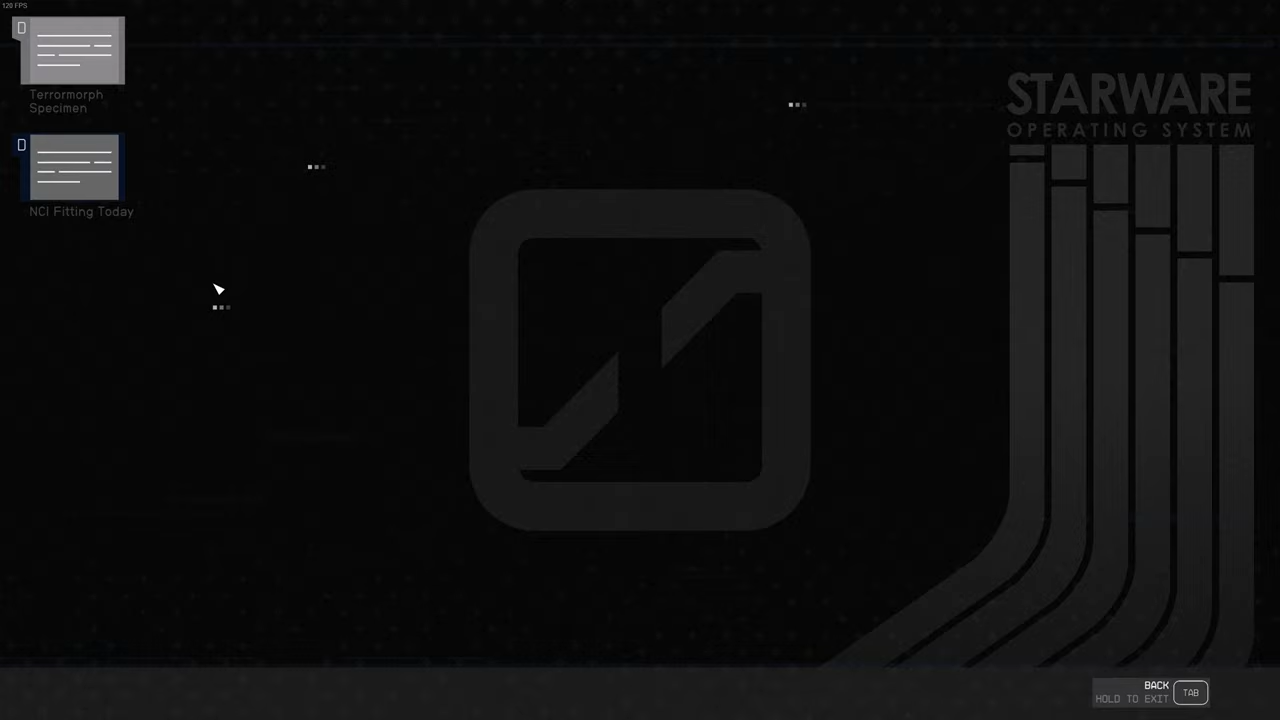 120 FPS
D
Terrormorph
Specimen
D
NCI Fitting Today
STARWARE
OPERATING SYSTEM
BACK
HOLD TO EXIT
TAB